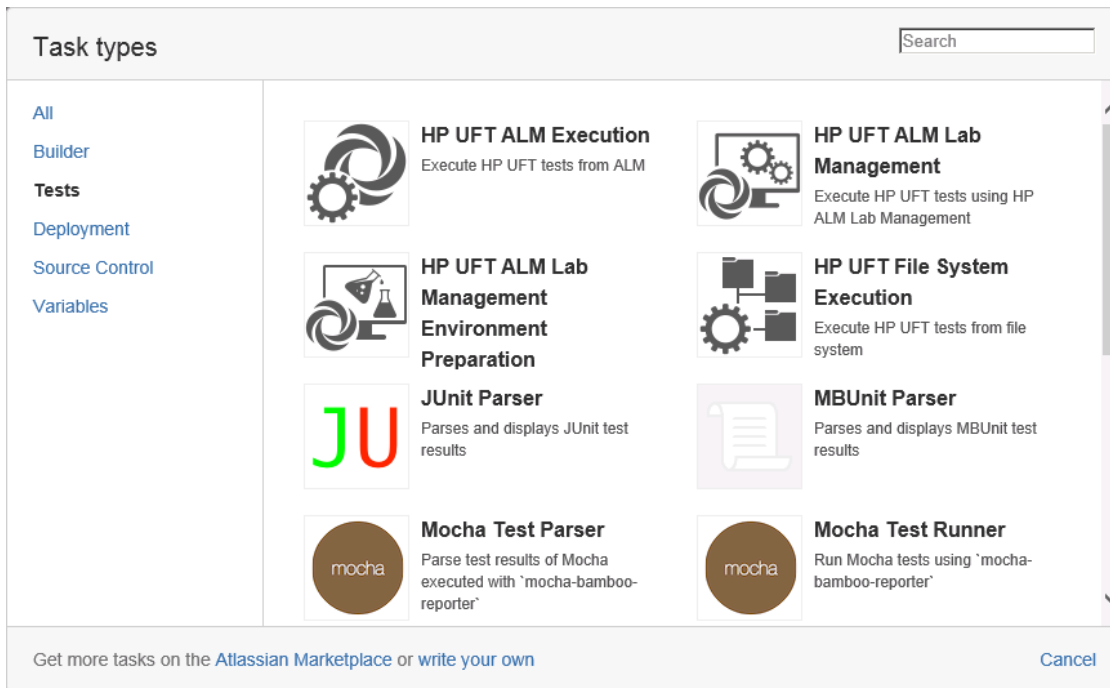 Task types
Search
All
Builder
Tests
Deployment
Source Control
Variables
HP UFT ALM Execution
Execute HP UFT tests from ALM
HP UFT ALM Lab
Management
Execute HP UFT tests using HP
ALM Lab Management
HP UFT ALM Lab
Management
Environment
Preparation
HP UFT File System
Execution
Execute HP UFT tests from file
system
JU
JUnit Parser
Parses and displays JUnit test
results
MBUnit Parser
Parses and displays MBUnit test
results
mocha
Mocha Test Parser
Parse test results of Mocha
executed with `mocha-bamboo-
reporter`
mocha
Mocha Test Runner
Run Mocha tests using `mocha-
bamboo-reporter`
Get more tasks on the Atlassian Marketplace or write your own
Cancel